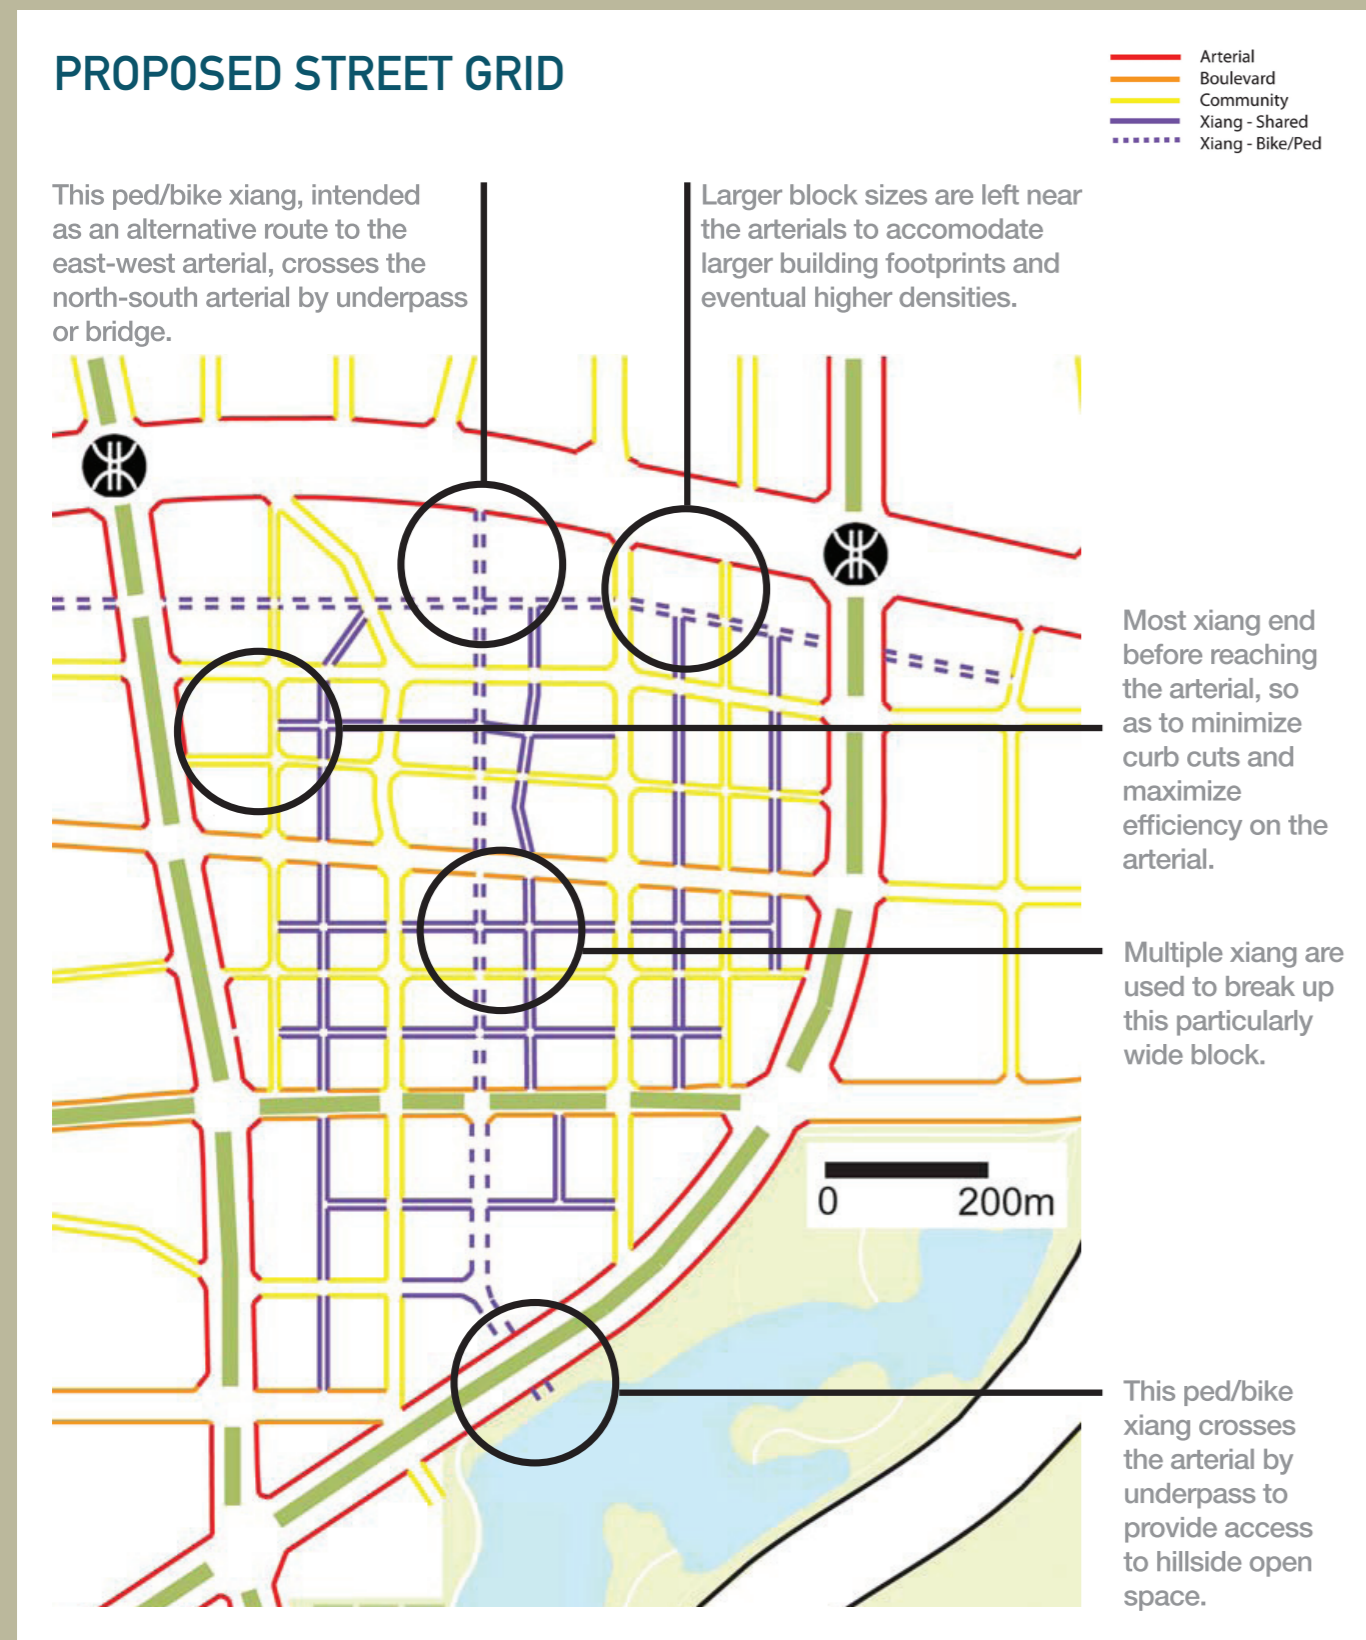 PROPOSED STREET GRID
Arterial
Boulevard
Community
Xiang - Shared
Xiang - Bike/Ped
This ped/bike xiang, intended
as an alternative route to the
east-west arterial, crosses the
north-south arterial by underpass
or bridge.
Larger block sizes are left near
the arterials to accomodate
larger building footprints and
eventual higher densities.
Most xiang end
before reaching
the arterial, so
as to minimize
curb cuts and
maximize
efficiency on the
arterial.
Multiple xiang are
used to break up
this particularly
wide block.
0 200m
This ped/bike
xiang crosses
the arterial by
underpass to
provide access
to hillside open
space.